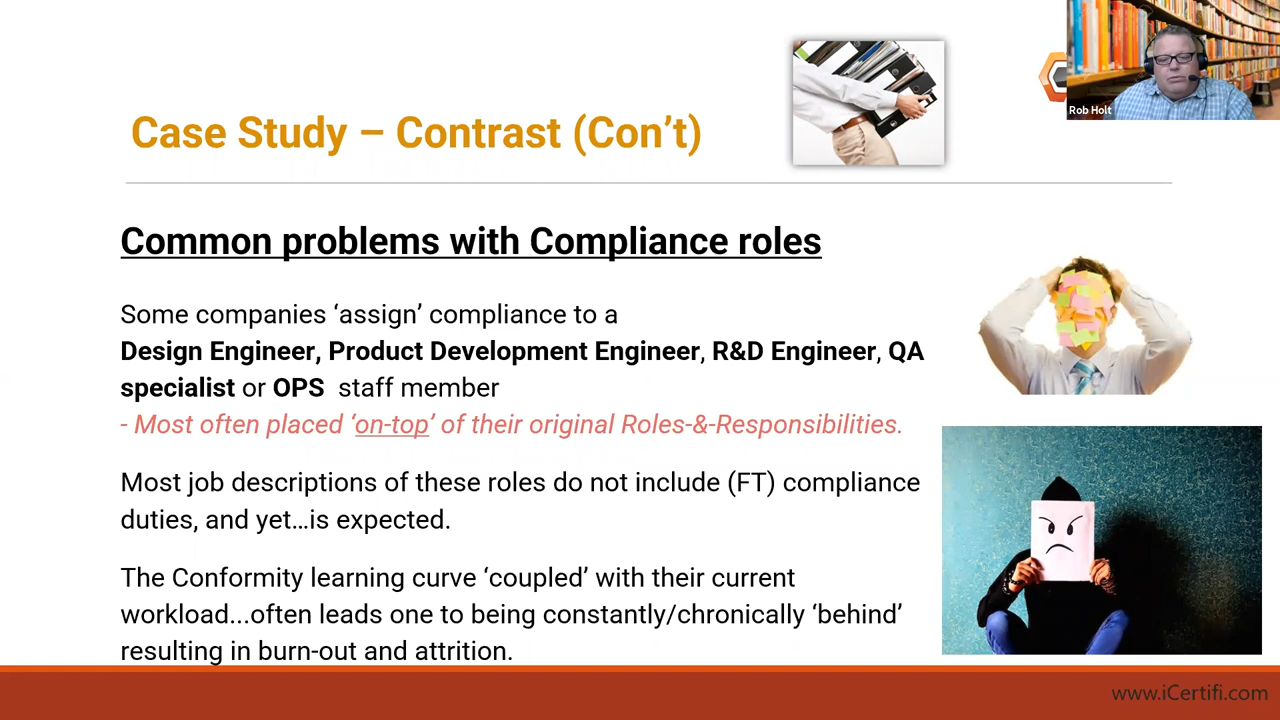 Rob Holt
Case Study – Contrast (Con’t)
Common problems with Compliance roles
Some companies ‘assign’ compliance to a
Design Engineer, Product Development Engineer, R&D Engineer, QA
specialist or OPS  staff member
- Most often placed ‘on-top’ of their original Roles-&-Responsibilities.
Most job descriptions of these roles do not include (FT) compliance
duties, and yet…is expected.
The Conformity learning curve ‘coupled’ with their current
workload...often leads one to being constantly/chronically ‘behind’
resulting in burn-out and attrition.
www.iCertifi.com